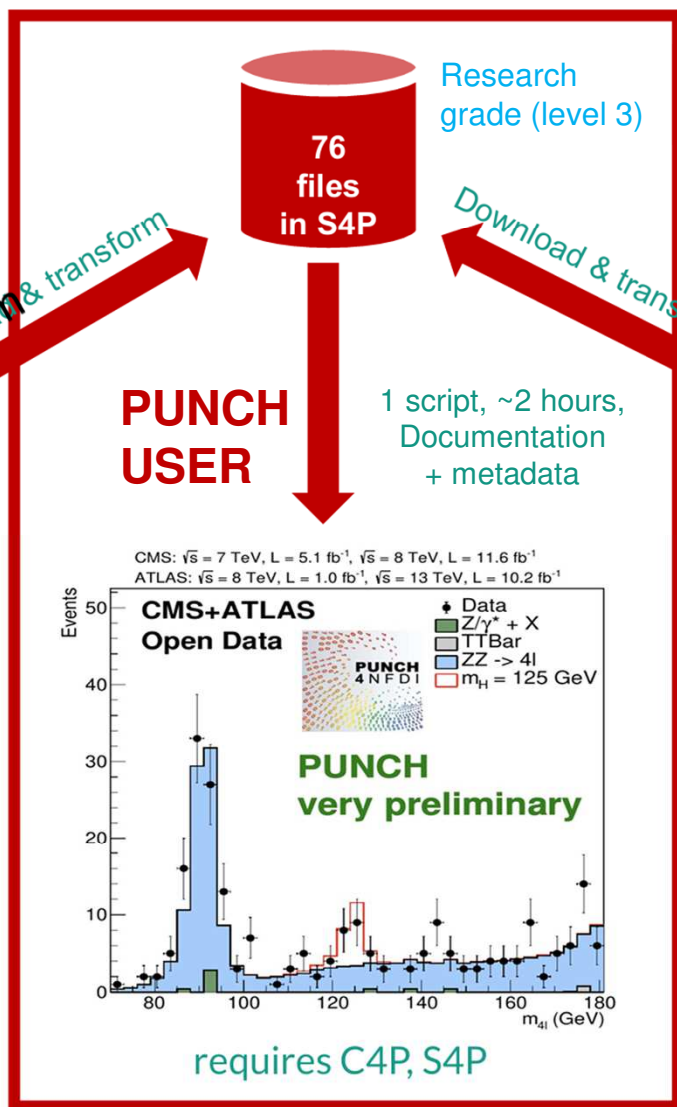 Research
grade (level 3)
76
files
in S4P
& transform
Download & trans
PUNCH
USER
1 script, ~2 hours,
Documentation
+ metadata
CMS: √s = 7 TeV, L = 5.1 fb⁻¹, √s = 8 TeV, L = 11.6 fb⁻¹
ATLAS: √s = 8 TeV, L = 1.0 fb⁻¹, √s = 13 TeV, L = 10.2 fb⁻¹
Events
50
40
30
20
10
0
CMS+ATLAS
Open Data
PUNCH
4NFDI
Data
Z/γ* + X
TTBar
ZZ -> 4l
m_H = 125 GeV
PUNCH
very preliminary
80 100 120 140 160 180
m_4l (GeV)
requires C4P, S4P